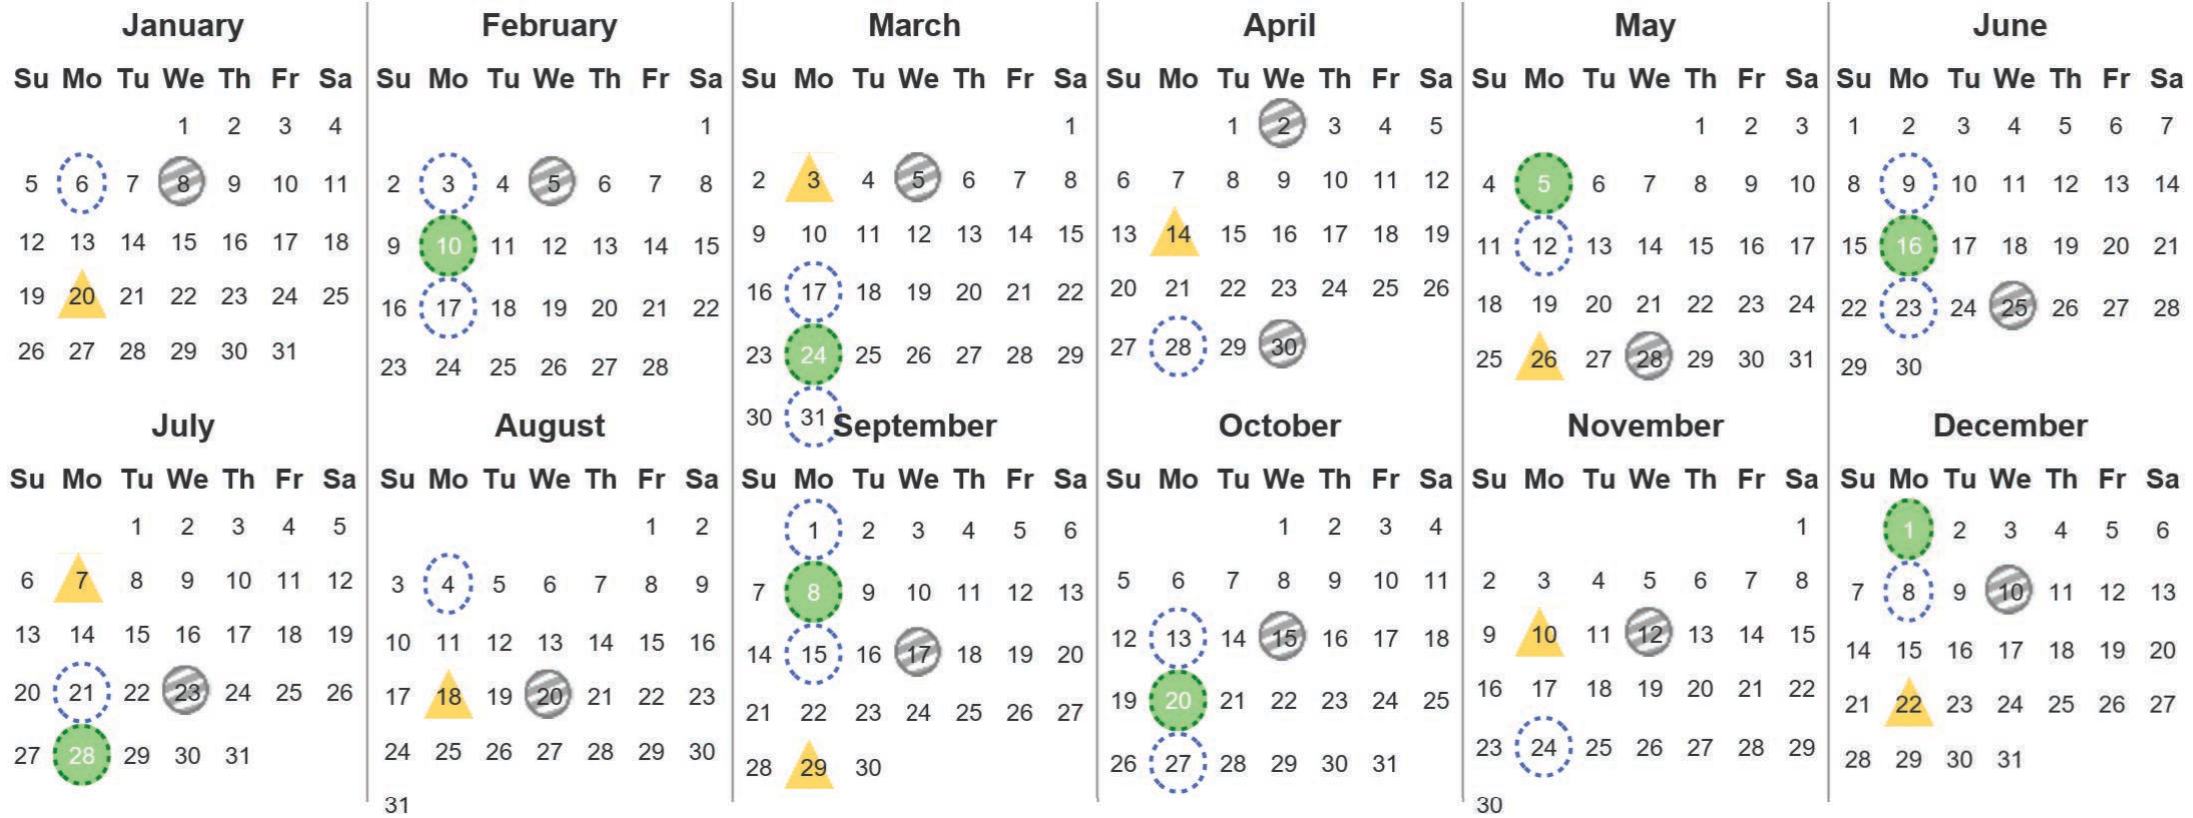 January
Su Mo Tu We Th Fr Sa
1 2 3 4
5 6 7 8 9 10 11
12 13 14 15 16 17 18
19 20 21 22 23 24 25
26 27 28 29 30 31
February
Su Mo Tu We Th Fr Sa
1
2 3 4 5 6 7 8
9 10 11 12 13 14 15
16 17 18 19 20 21 22
23 24 25 26 27 28
March
Su Mo Tu We Th Fr Sa
1
2 3 4 5 6 7 8
9 10 11 12 13 14 15
16 17 18 19 20 21 22
23 24 25 26 27 28 29
30 31
April
Su Mo Tu We Th Fr Sa
1 2 3 4 5
6 7 8 9 10 11 12
13 14 15 16 17 18 19
20 21 22 23 24 25 26
27 28 29 30
May
Su Mo Tu We Th Fr Sa
1 2 3
4 5 6 7 8 9 10
11 12 13 14 15 16 17
18 19 20 21 22 23 24
25 26 27 28 29 30 31
June
Su Mo Tu We Th Fr Sa
1 2 3 4 5 6 7
8 9 10 11 12 13 14
15 16 17 18 19 20 21
22 23 24 25 26 27 28
29 30
July
Su Mo Tu We Th Fr Sa
1 2 3 4 5
6 7 8 9 10 11 12
13 14 15 16 17 18 19
20 21 22 23 24 25 26
27 28 29 30 31
August
Su Mo Tu We Th Fr Sa
1 2
3 4 5 6 7 8 9
10 11 12 13 14 15 16
17 18 19 20 21 22 23
24 25 26 27 28 29 30
31
September
Su Mo Tu We Th Fr Sa
1 2 3 4 5 6
7 8 9 10 11 12 13
14 15 16 17 18 19 20
21 22 23 24 25 26 27
28 29 30
October
Su Mo Tu We Th Fr Sa
1 2 3 4
5 6 7 8 9 10 11
12 13 14 15 16 17 18
19 20 21 22 23 24 25
26 27 28 29 30 31
November
Su Mo Tu We Th Fr Sa
1
2 3 4 5 6 7 8
9 10 11 12 13 14 15
16 17 18 19 20 21 22
23 24 25 26 27 28 29
30
December
Su Mo Tu We Th Fr Sa
1 2 3 4 5 6
7 8 9 10 11 12 13
14 15 16 17 18 19 20
21 22 23 24 25 26 27
28 29 30 31